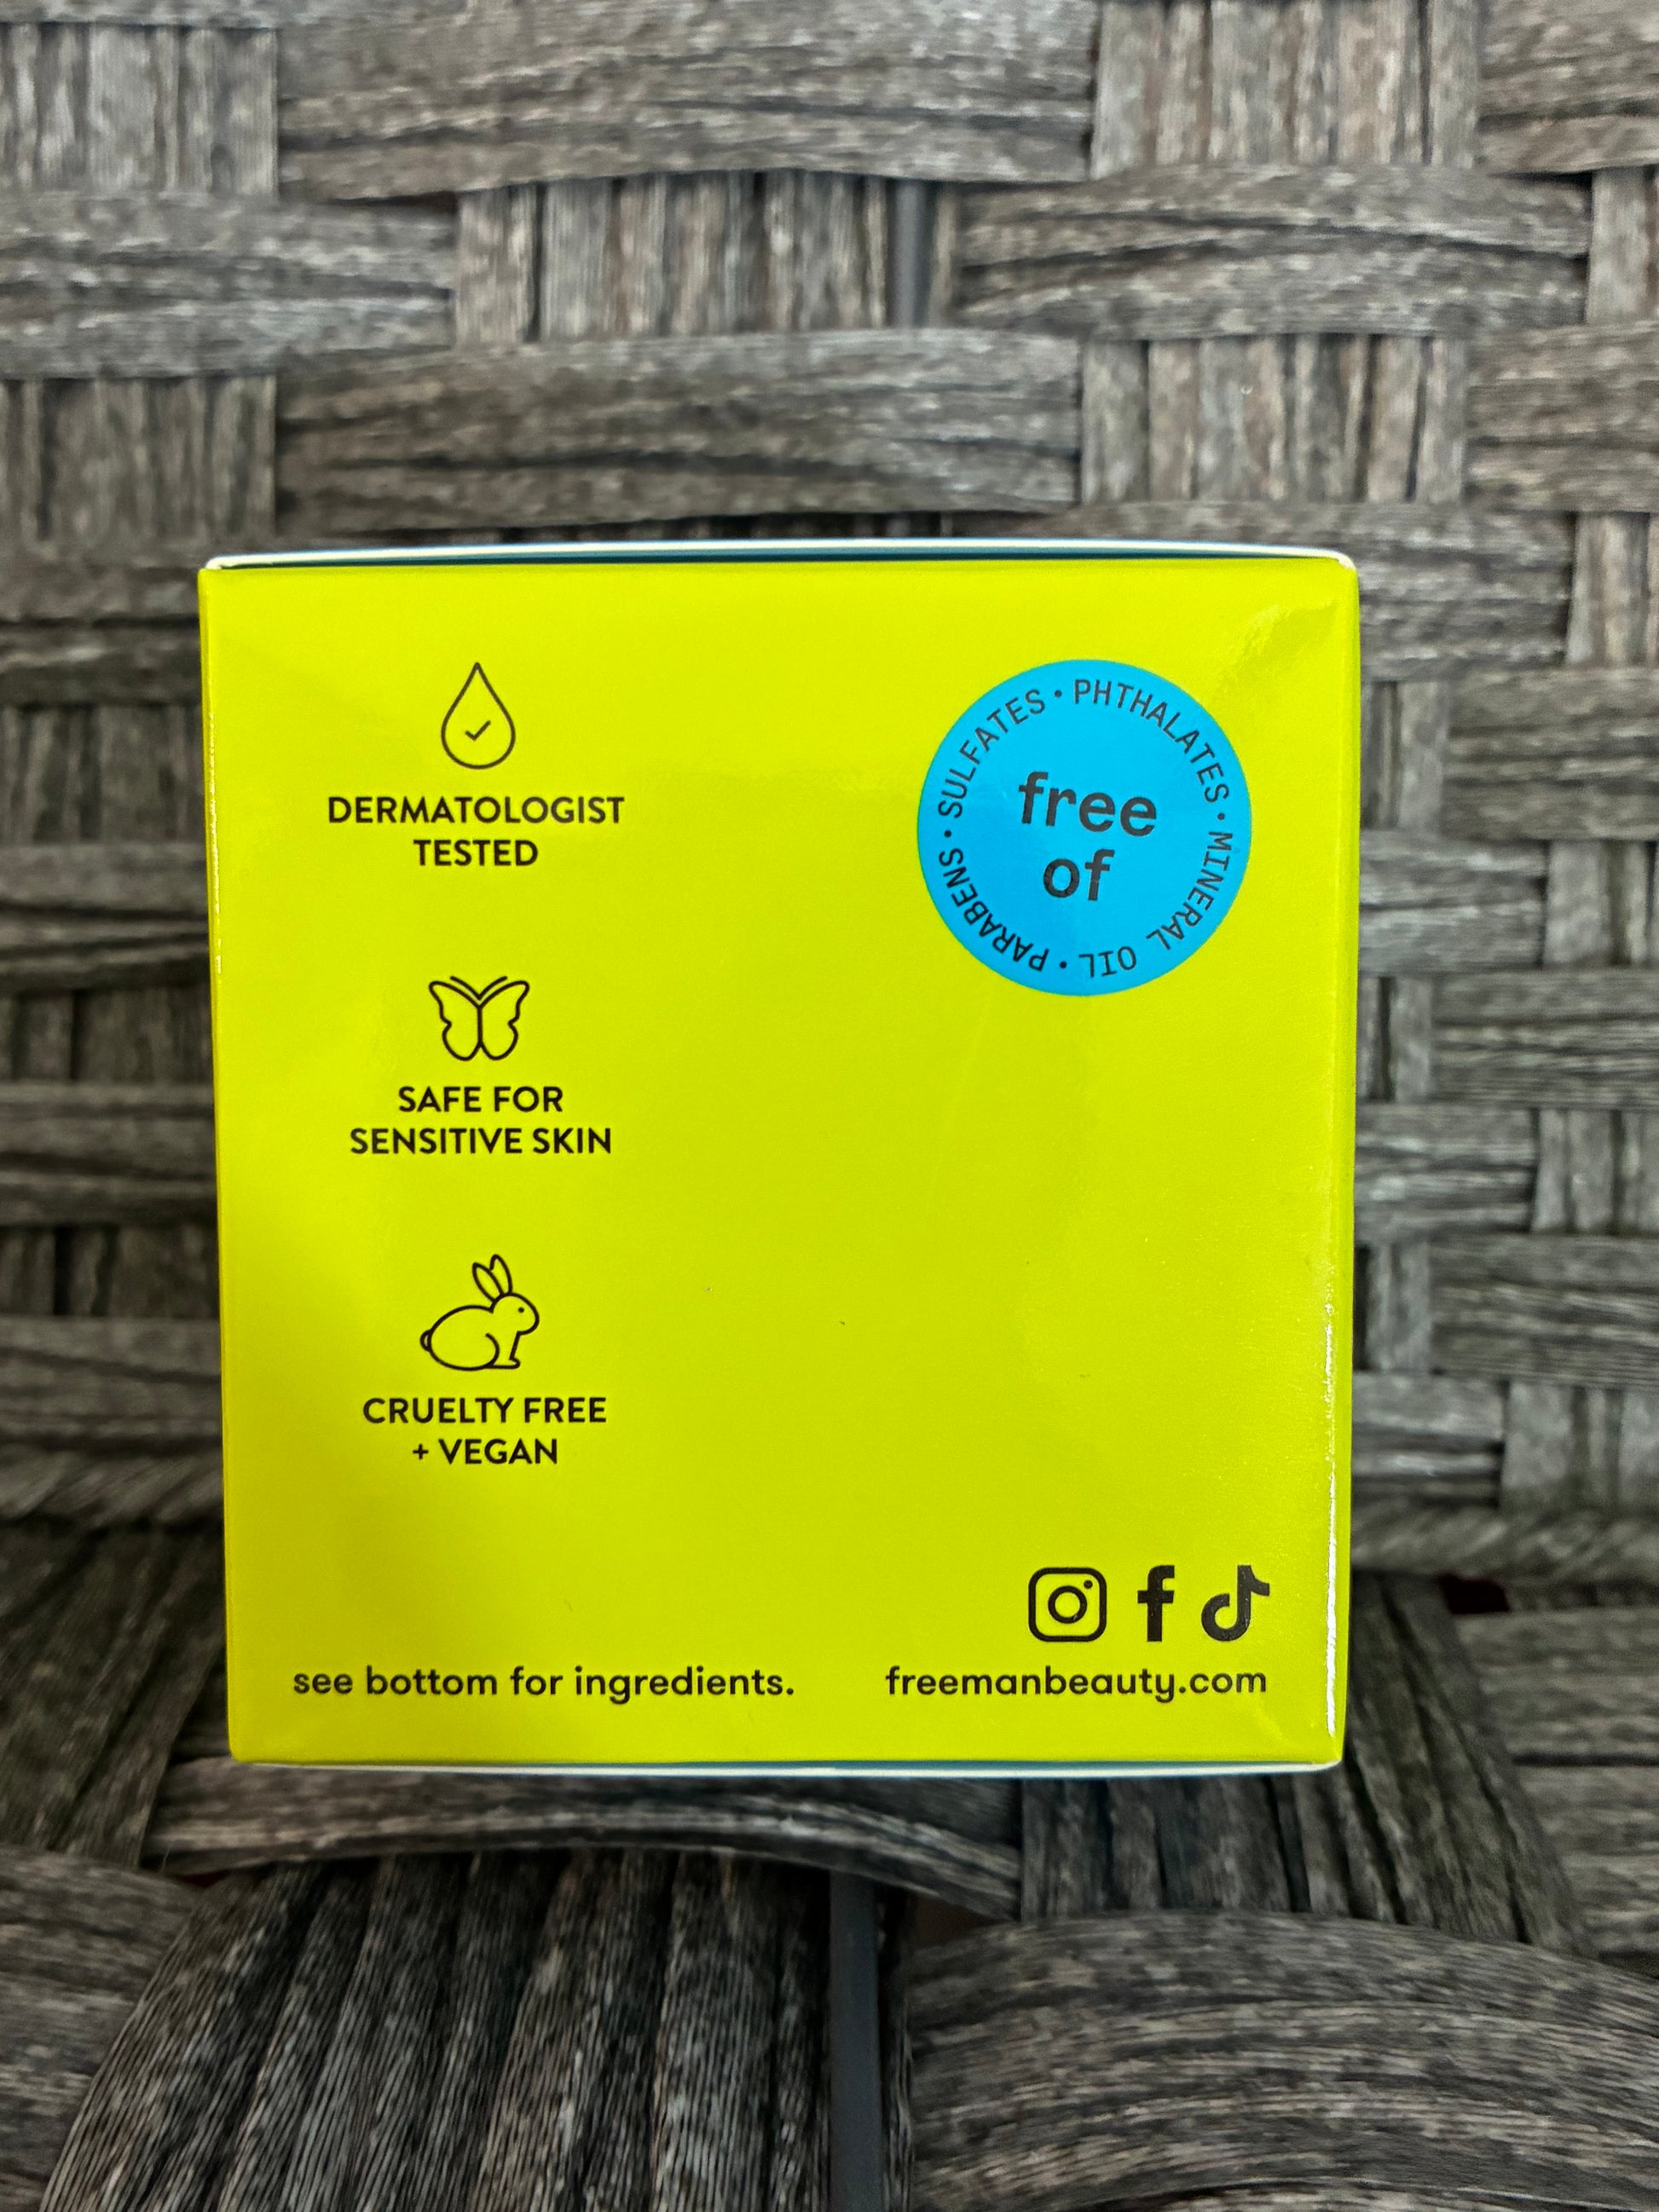 DERMATOLOGIST
TESTED
SAFE FOR
SENSITIVE SKIN
CRUELTY FREE
+ VEGAN
see bottom for ingredients.
free
of
SULFATES • PHTHALATES • MINERAL OIL • PARABENS •
freemanbeauty.com